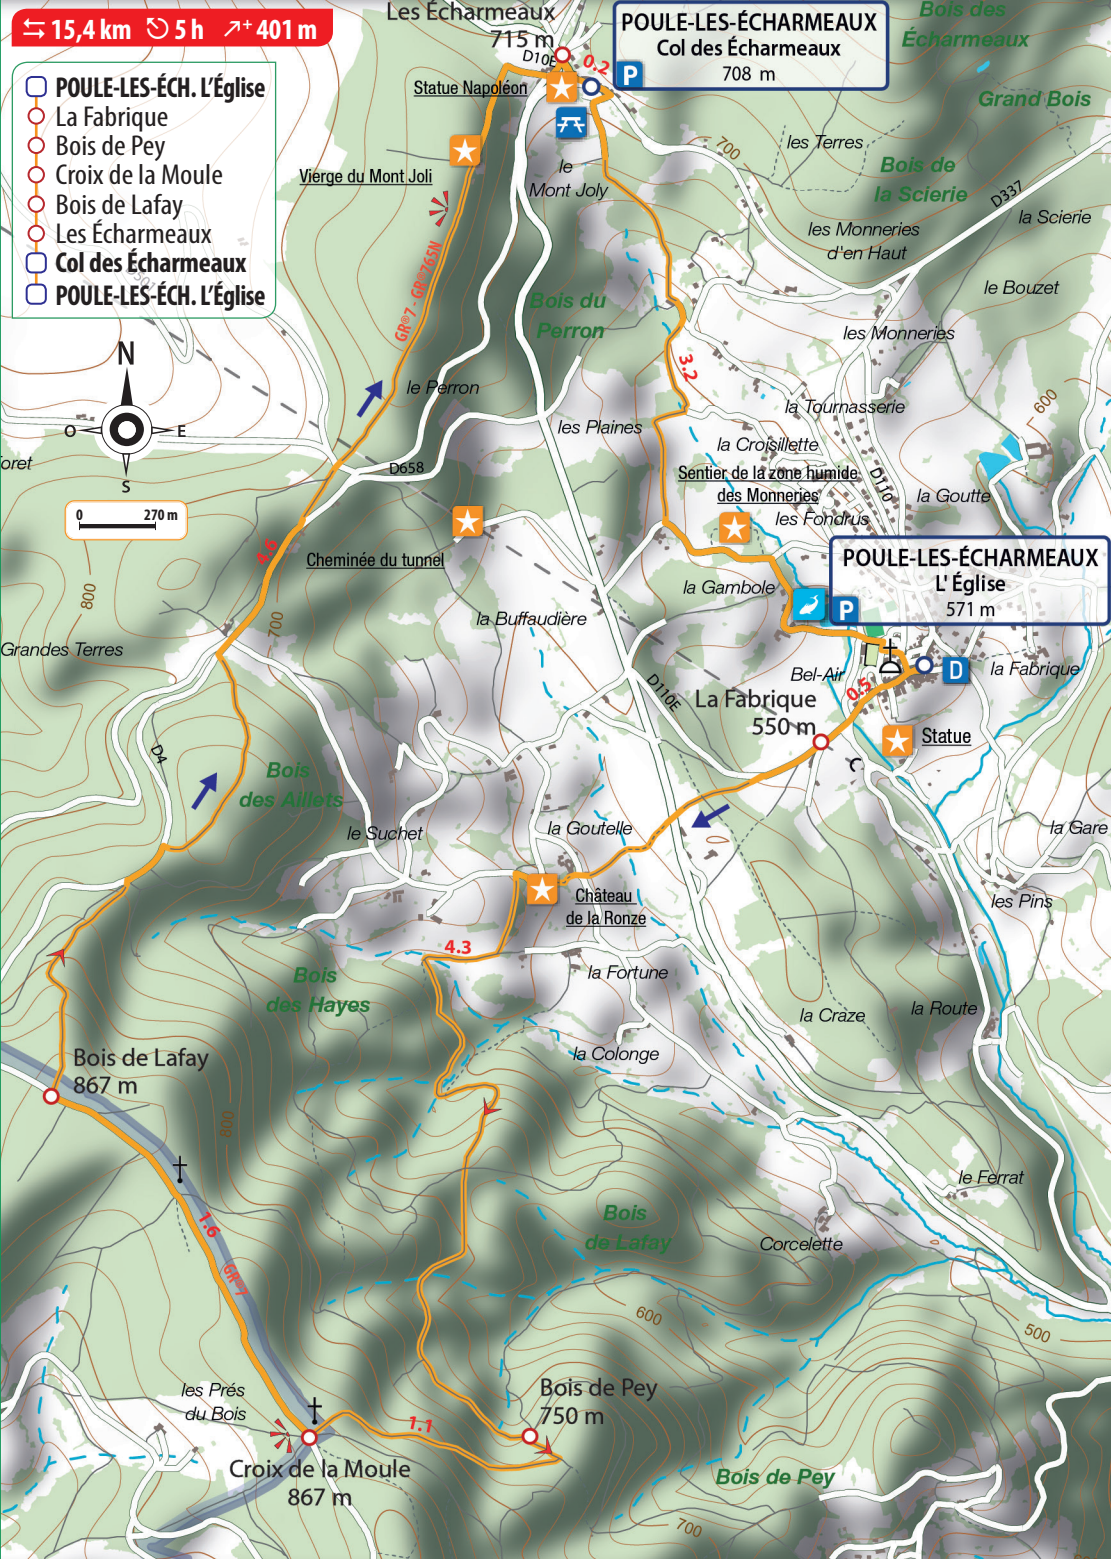 15,4 km 5 h + 401 m
POULE-LES-ÉCH. L'Église
La Fabrique
Bois de Pey
Croix de la Moule
Bois de Lafay
Les Écharmeaux
Col des Écharmeaux
POULE-LES-ÉCH. L'Église
N
O E
S
0 270 m
Les Écharmeaux
715 m
D10E
0.2
P
POULE-LES-ÉCHARMEAUX
Col des Écharmeaux
708 m
Bois des
Écharmeaux
Grand Bois
Statue Napoléon
Vierge du Mont Joli
le
Mont Joly
700
les Terres
Bois de
la Scierie
D337
la Scierie
les Monneries
d'en Haut
le Bouzet
GR®7 - GR®765N
Bois du
Perron
les Monneries
3.2
le Perron
la Tournasserie
600
les Plaines
la Croisillette
D658
Sentier de la zone humide
des Monneries
D110
la Goutte
les Fondrus
Cheminée du tunnel
4.6
800
700
Grandes Terres
la Buffaudière
la Gambole
P
POULE-LES-ÉCHARMEAUX
L' Église
571 m
D
la Fabrique
Bel-Air
0.5
D110E
La Fabrique
550 m
Statue
D4
Bois
des Aillets
le Suchet
la Goutelle
la Gare
Château
de la Ronze
les Pins
4.3
Bois
des Hayes
la Fortune
la Route
la Craze
la Colonge
Bois de Lafay
867 m
800
le Ferrat
1.6
GR®7
Bois
de Lafay
Corcelette
600
500
les Prés
du Bois
Bois de Pey
750 m
1.1
Croix de la Moule
867 m
Bois de Pey
700